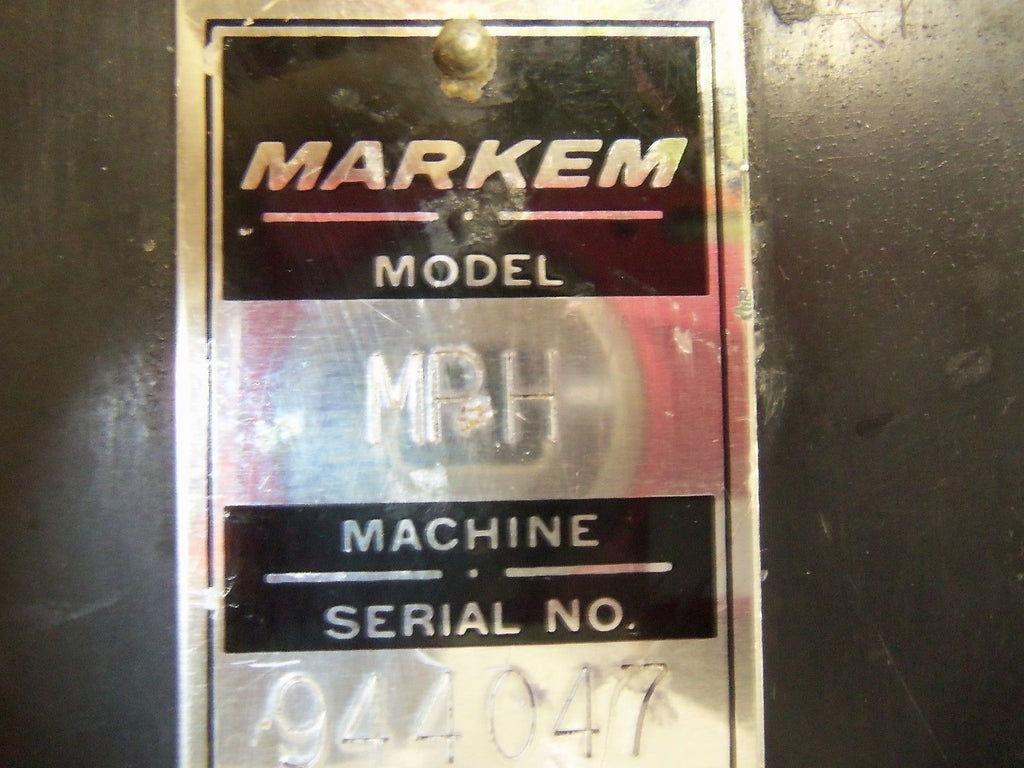 MARKEM
MODEL
MPH
MACHINE
SERIAL NO.
944047